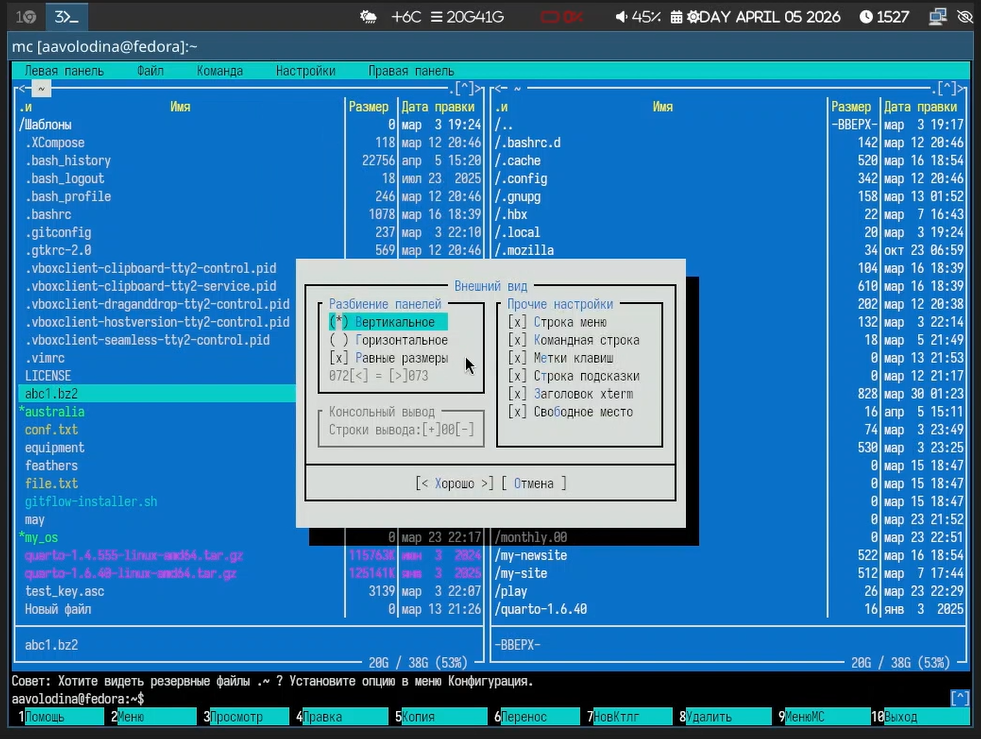 1 3>_ +6C 20G41G 0% 45% DAY APRIL 05 2026 1527
mc [aavolodina@fedora]:~
Левая панель Файл Команда Настройки Правая панель
<─ ~ .[^]> <─ ~ .[^]>
.и Имя Размер Дата правки .и Имя Размер Дата правки
/Шаблоны 0 мар 3 19:24 /.. -ВВЕРХ- мар 3 19:17
.XCompose 118 мар 12 20:46 /.bashrc.d 142 мар 12 20:46
.bash_history 22756 апр 5 15:20 /.cache 520 мар 16 18:54
.bash_logout 18 июл 23 2025 /.config 342 мар 12 20:46
.bash_profile 246 мар 12 20:46 /.gnupg 158 мар 13 01:52
.bashrc 1078 мар 16 18:39 /.hbx 22 мар 7 16:43
.gitconfig 237 мар 3 22:10 /.local 20 мар 3 19:24
.gtkrc-2.0 569 мар 12 20:46 /.mozilla 34 окт 23 06:59
.vboxclient-clipboard-tty2-control.pid 104 мар 16 18:39
.vboxclient-clipboard-tty2-service.pid Внешний вид 610 мар 16 18:39
.vboxclient-draganddrop-tty2-control.pid Разбиение панелей Прочие настройки 202 мар 12 20:38
.vboxclient-hostversion-tty2-control.pid (*) Вертикальное [x] Строка меню 132 мар 3 22:14
.vboxclient-seamless-tty2-control.pid ( ) Горизонтальное [x] Командная строка 18 мар 5 21:49
.vimrc [x] Равные размеры [x] Метки клавиш 0 мар 13 21:53
LICENSE 072[<] = [>]073 [x] Строка подсказки 0 мар 12 21:17
abc1.bz2 [x] Заголовок xterm 828 мар 30 01:23
*australia Консольный вывод [x] Свободное место 16 апр 5 15:11
conf.txt Строки вывода:[+]00[-] 74 мар 3 23:49
equipment 530 мар 3 23:25
feathers 0 мар 15 18:47
file.txt [< Хорошо >] [ Отмена ] 0 мар 15 18:47
gitflow-installer.sh 0 мар 15 18:47
may 0 мар 23 21:52
*my_os 0 мар 23 22:17 /monthly.00 0 мар 23 22:51
quarto-1.4.555-linux-amd64.tar.gz 115763K 3 2024 /my-newsite 522 мар 16 18:54
quarto-1.6.40-linux-amd64.tar.gz 125141K янв 3 2025 /my-site 512 мар 7 17:44
test_key.asc 3139 мар 3 22:07 /play 26 мар 23 22:29
Новый файл 0 мар 13 21:26 /quarto-1.6.40 16 янв 3 2025
abc1.bz2 -ВВЕРХ-
20G / 38G (53%) 20G / 38G (53%)
Совет: Хотите видеть резервные файлы .~ ? Установите опцию в меню Конфигурация.
aavolodina@fedora:~$ [^]
1Помощь 2Меню 3Просмотр 4Правка 5Копия 6Перенос 7НовКтлг 8Удалить 9МенюMC 10Выход